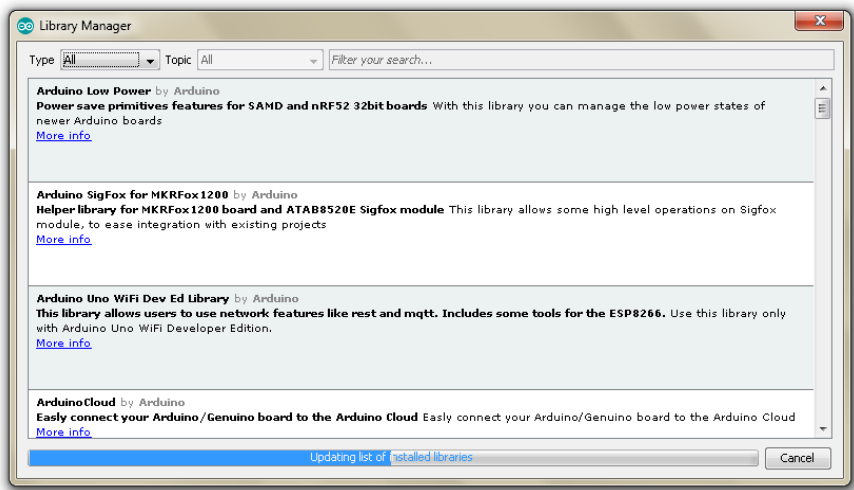 Library Manager
Type All Topic All Filter your search...
Arduino Low Power by Arduino
Power save primitives features for SAMD and nRF52 32bit boards With this library you can manage the low power states of
newer Arduino boards
More info
Arduino SigFox for MKRFox1200 by Arduino
Helper library for MKRFox1200 board and ATAB8520E Sigfox module This library allows some high level operations on Sigfox
module, to ease integration with existing projects
More info
Arduino Uno WiFi Dev Ed Library by Arduino
This library allows users to use network features like rest and mqtt. Includes some tools for the ESP8266. Use this library only
with Arduino Uno WiFi Developer Edition.
More info
ArduinoCloud by Arduino
Easly connect your Arduino/Genuino board to the Arduino Cloud Easly connect your Arduino/Genuino board to the Arduino Cloud
More info
Updating list of installed libraries
Cancel